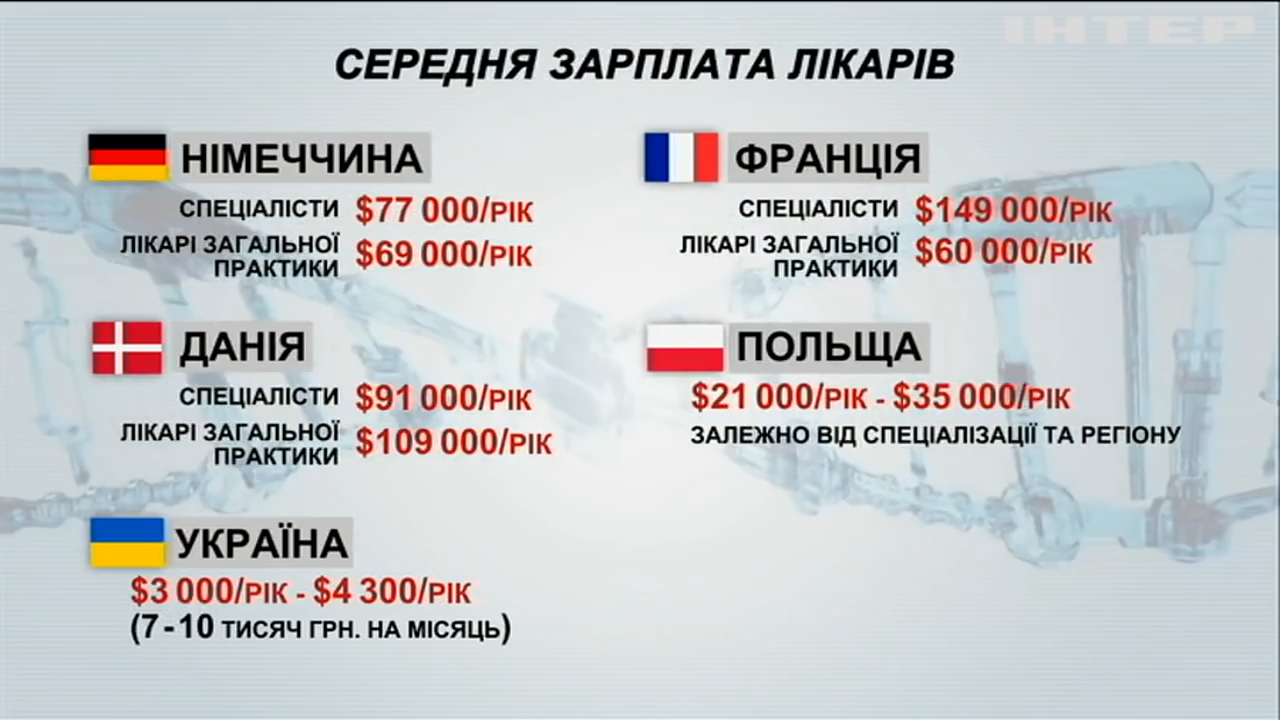 ІНТЕР
СЕРЕДНЯ ЗАРПЛАТА ЛІКАРІВ
НІМЕЧЧИНА
СПЕЦІАЛІСТИ $77 000/РІК
ЛІКАРІ ЗАГАЛЬНОЇ
ПРАКТИКИ $69 000/РІК
ФРАНЦІЯ
СПЕЦІАЛІСТИ $149 000/РІК
ЛІКАРІ ЗАГАЛЬНОЇ
ПРАКТИКИ $60 000/РІК
ДАНІЯ
СПЕЦІАЛІСТИ $91 000/РІК
ЛІКАРІ ЗАГАЛЬНОЇ
ПРАКТИКИ $109 000/РІК
ПОЛЬЩА
$21 000/РІК - $35 000/РІК
ЗАЛЕЖНО ВІД СПЕЦІАЛІЗАЦІЇ ТА РЕГІОНУ
УКРАЇНА
$3 000/РІК - $4 300/РІК
(7-10 ТИСЯЧ ГРН. НА МІСЯЦЬ)